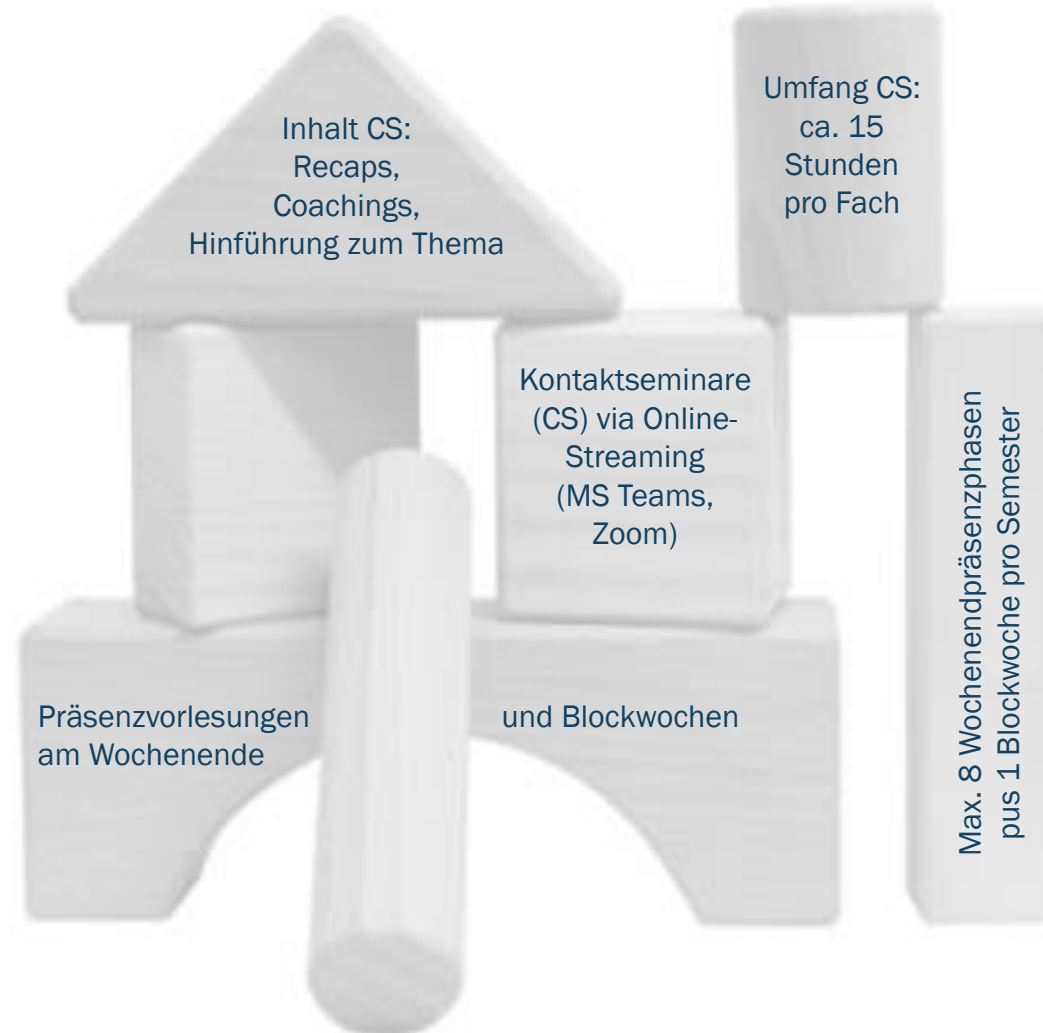 Inhalt CS:
Recaps,
Coachings,
Hinführung zum Thema
Umfang CS:
ca. 15
Stunden
pro Fach
Kontaktseminare
(CS) via Online-
Streaming
(MS Teams,
Zoom)
Präsenzvorlesungen
am Wochenende
und Blockwochen
Max. 8 Wochenendpräsenzphasen
pus 1 Blockwoche pro Semester